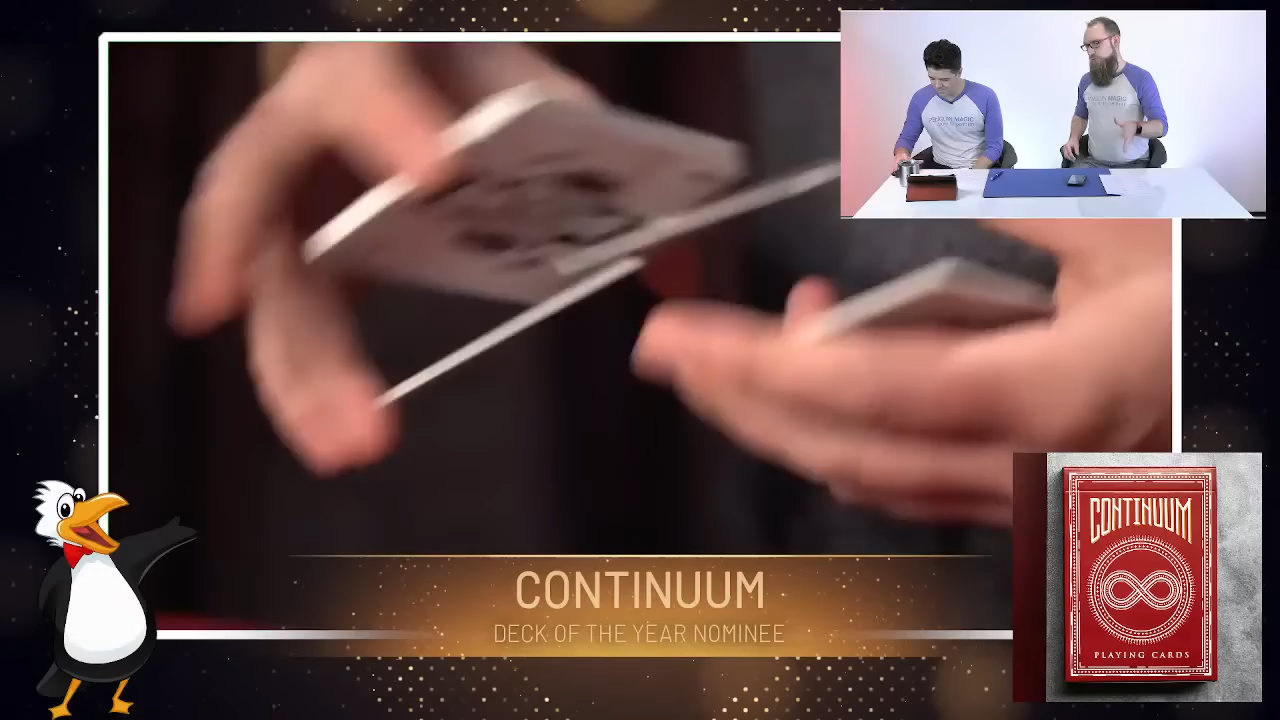 CONTINUUM
DECK OF THE YEAR NOMINEE
CONTINUUM
PLAYING CARDS